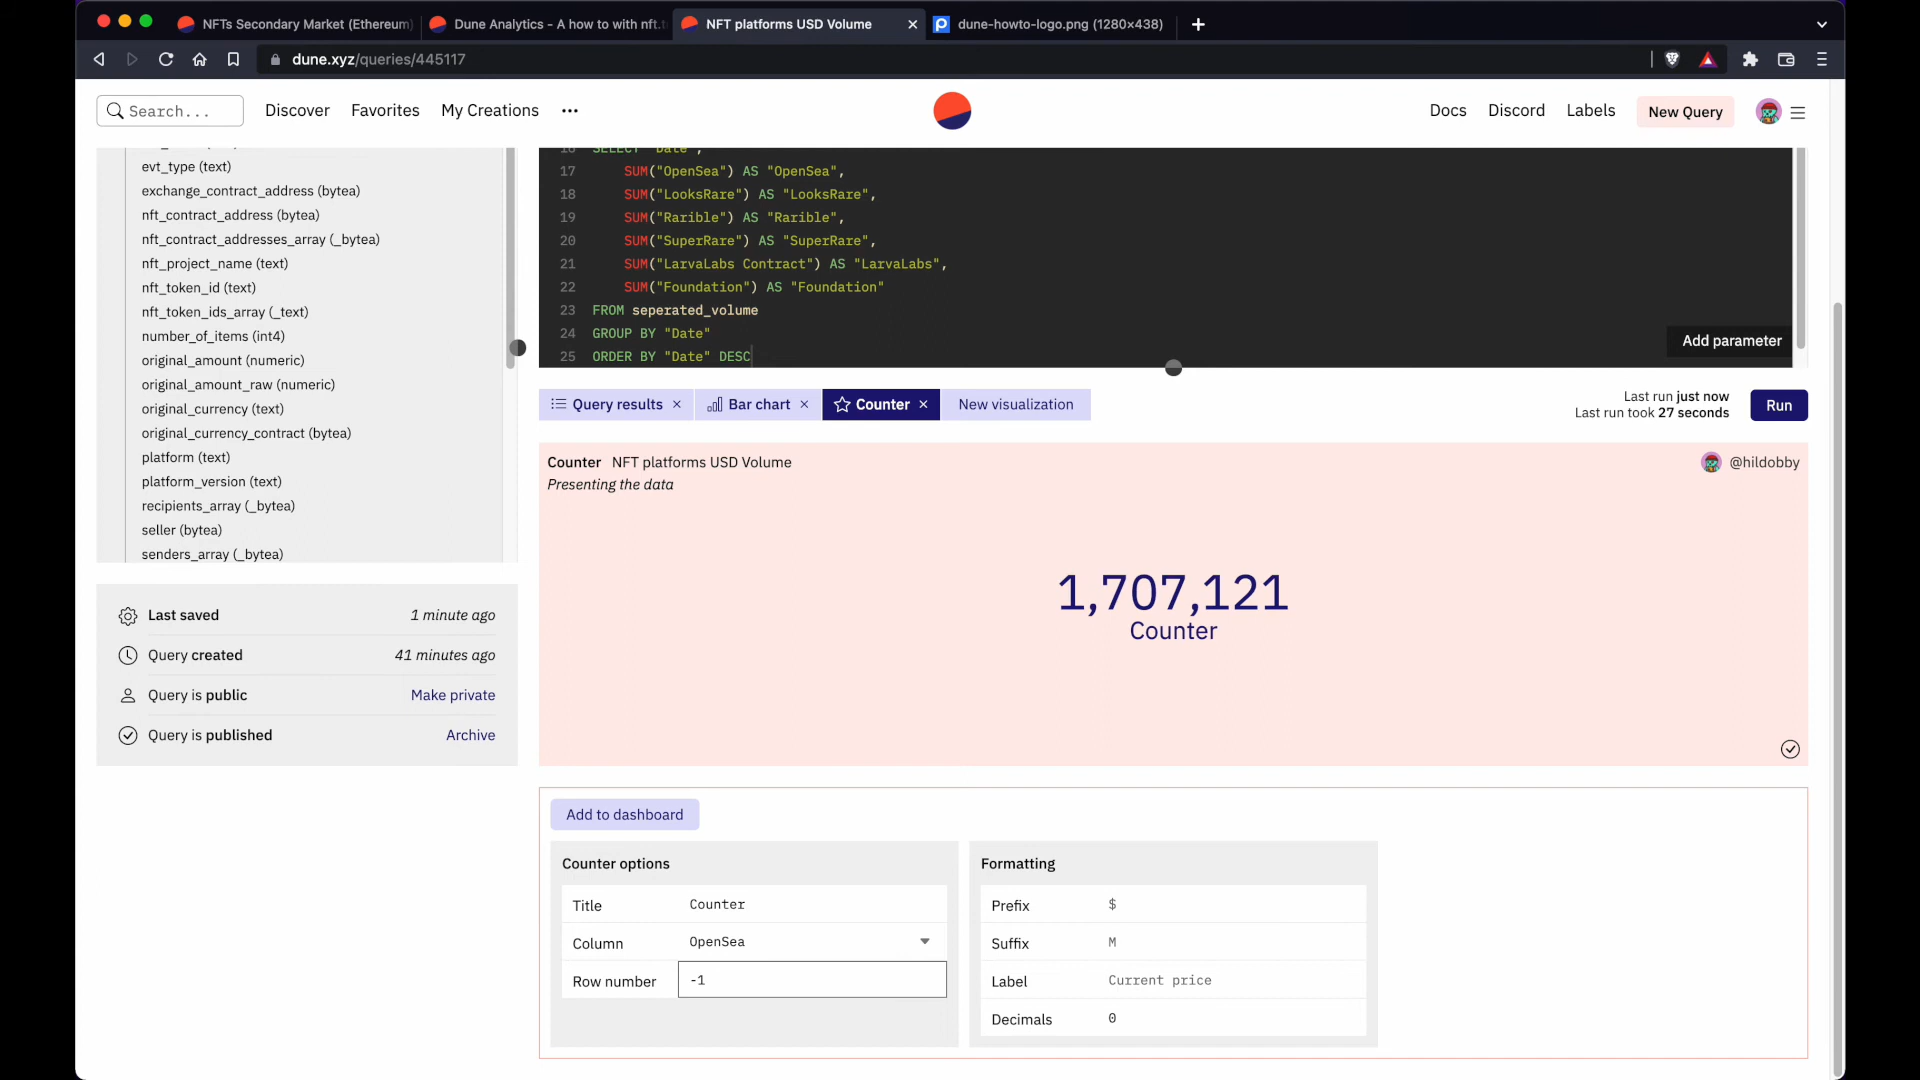 NFTs Secondary Market (Ethereum)
Dune Analytics - A how to with nft.t
NFT platforms USD Volume
dune-howto-logo.png (1280×438)
dune.xyz/queries/445117
Search...
Discover
Favorites
My Creations
Docs
Discord
Labels
New Query
evt_type (text)
exchange_contract_address (bytea)
nft_contract_address (bytea)
nft_contract_addresses_array (_bytea)
nft_project_name (text)
nft_token_id (text)
nft_token_ids_array (_text)
number_of_items (int4)
original_amount (numeric)
original_amount_raw (numeric)
original_currency (text)
original_currency_contract (bytea)
platform (text)
platform_version (text)
recipients_array (_bytea)
seller (bytea)
senders_array (_bytea)
16 SELECT "Date",
17 SUM("OpenSea") AS "OpenSea",
18 SUM("LooksRare") AS "LooksRare",
19 SUM("Rarible") AS "Rarible",
20 SUM("SuperRare") AS "SuperRare",
21 SUM("LarvaLabs Contract") AS "LarvaLabs",
22 SUM("Foundation") AS "Foundation"
23 FROM seperated_volume
24 GROUP BY "Date"
25 ORDER BY "Date" DESC
Add parameter
Query results
Bar chart
Counter
New visualization
Last run just now
Last run took 27 seconds
Run
Counter NFT platforms USD Volume
@hildobby
Presenting the data
1,707,121
Counter
Last saved 1 minute ago
Query created 41 minutes ago
Query is public Make private
Query is published Archive
Add to dashboard
Counter options
Title Counter
Column OpenSea
Row number -1
Formatting
Prefix $
Suffix M
Label Current price
Decimals 0